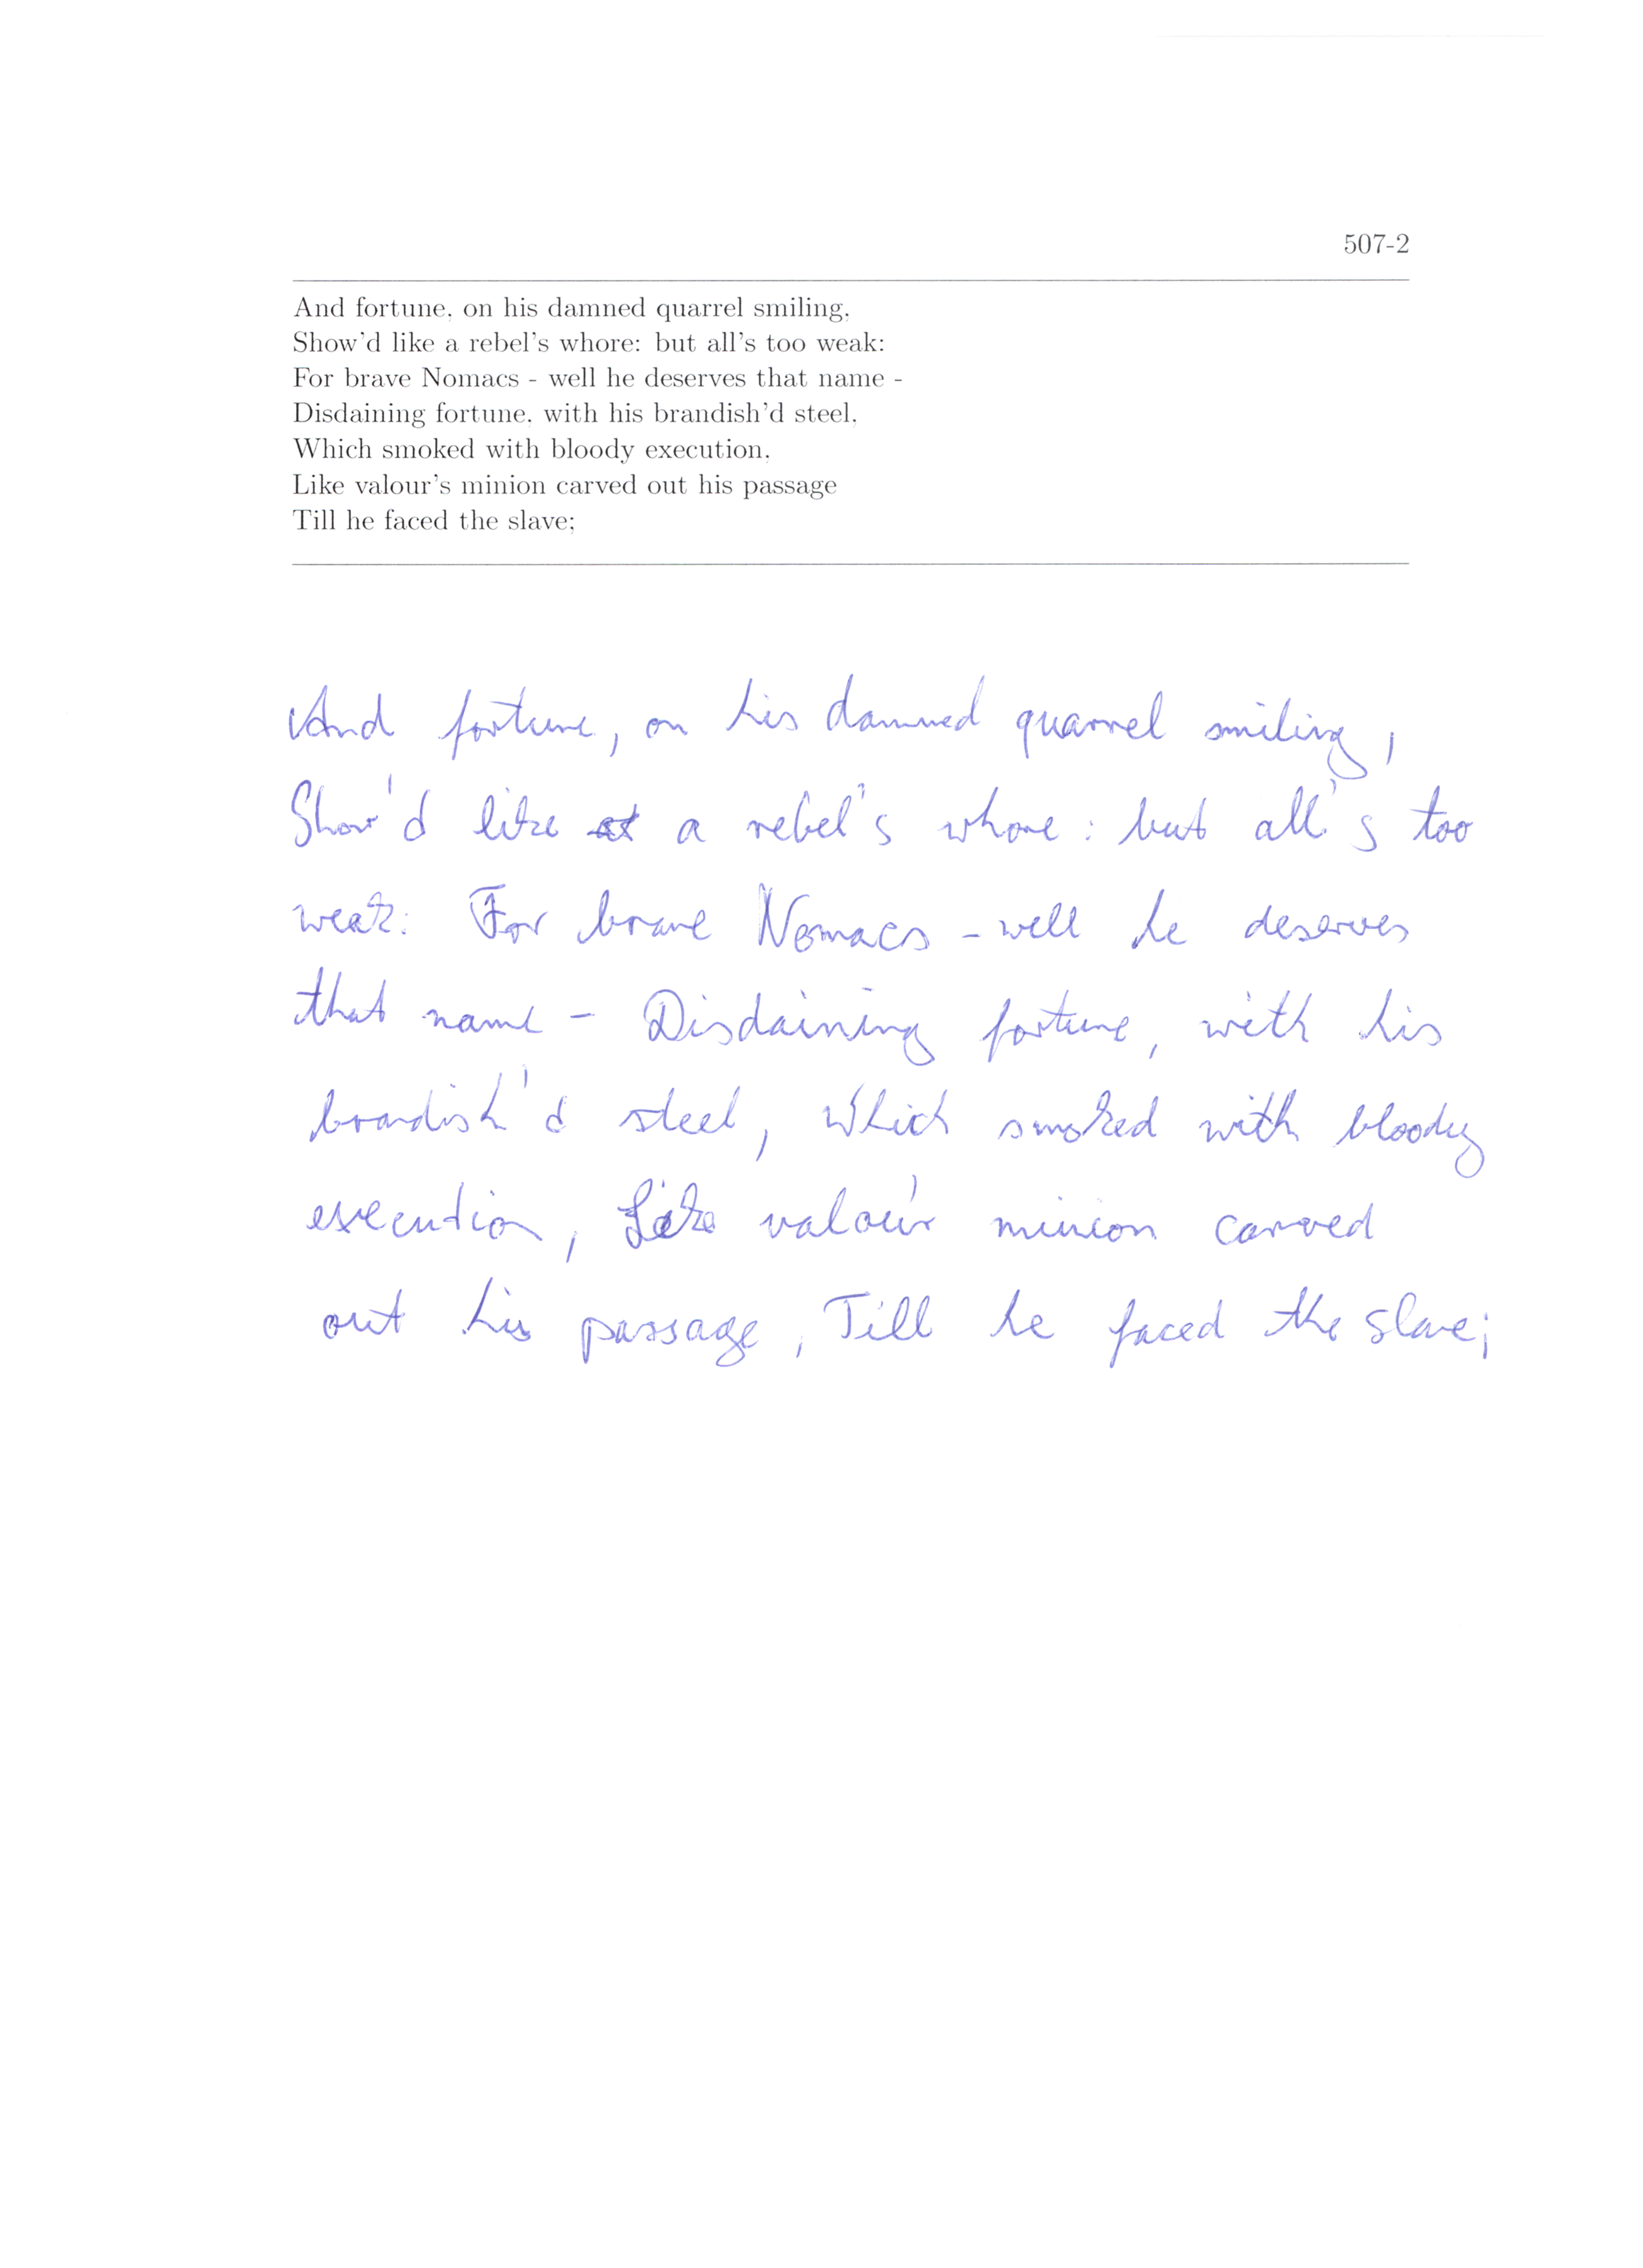 507-2
And fortune, on his damned quarrel smiling,
Show'd like a rebel's whore: but all's too weak:
For brave Nomacs - well he deserves that name -
Disdaining fortune, with his brandish'd steel,
Which smoked with bloody execution,
Like valour's minion carved out his passage
Till he faced the slave;
And fortune, on his damned quarrel smiling,
Show'd like a rebel's whore: but all's too
weak: For brave Nomacs - well he deserves
that name - Disdaining fortune, with his
brandish'd steel, Which smoked with bloody
execution, Like valou'r minion carved
out his passage, Till he faced the slave;